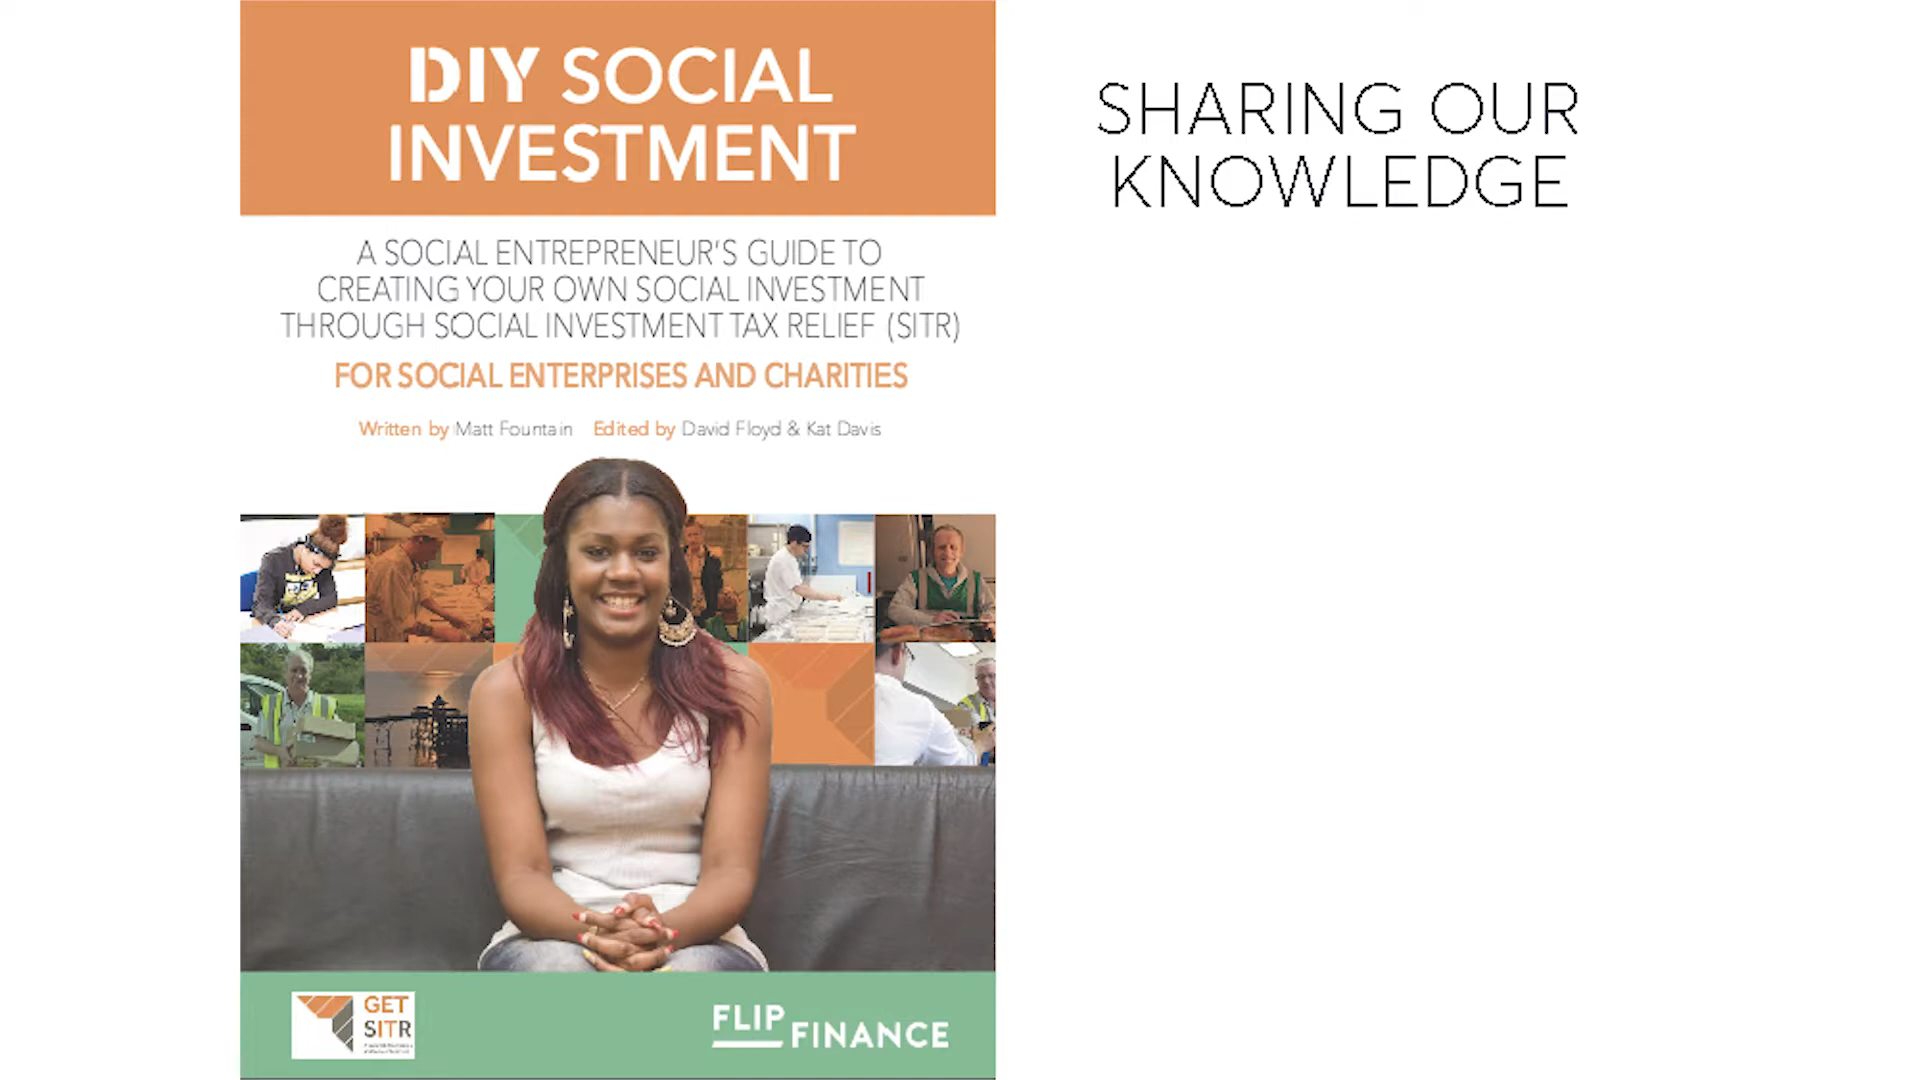 DIY SOCIAL
INVESTMENT
A SOCIAL ENTREPRENEUR'S GUIDE TO
CREATING YOUR OWN SOCIAL INVESTMENT
THROUGH SOCIAL INVESTMENT TAX RELIEF (SITR)
FOR SOCIAL ENTERPRISES AND CHARITIES
Written by Matt Fountain Edited by David Floyd & Kat Davis
GET
SITR
FLIP
FINANCE
SHARING OUR
KNOWLEDGE